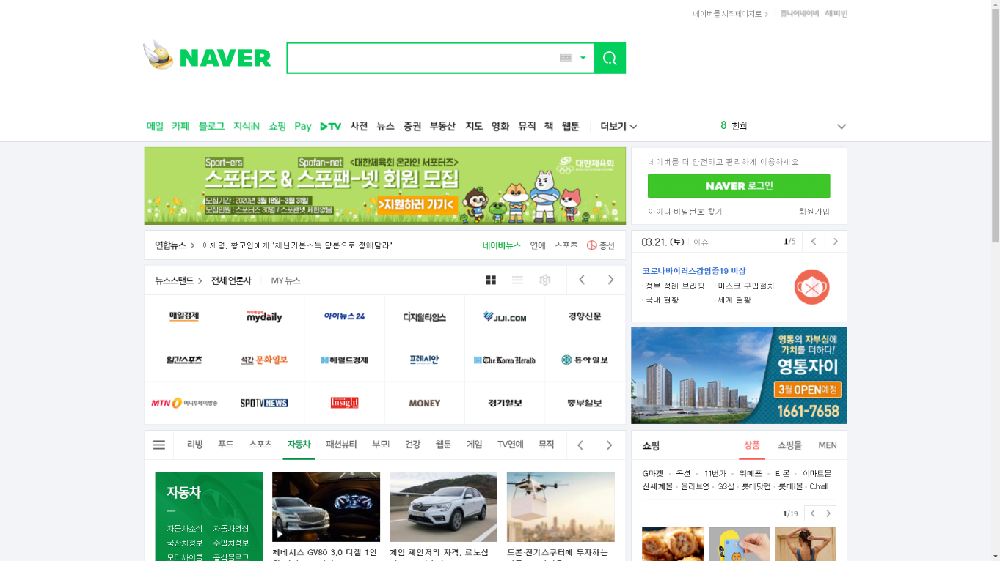 네이버를 시작페이지로 쥬니어네이버 해피빈
NAVER
메일 카페 블로그 지식iN 쇼핑 Pay TV 사전 뉴스 증권 부동산 지도 영화 뮤직 책 웹툰 더보기 8 환희
Sport-ers Spofan-net <대한체육회 온라인 서포터즈> 대한체육회
스포터즈 & 스포팬-넷 회원 모집
모집기간 : 2020년 3월 18일~3월 31일
모집인원 : 스포터즈 30명 / 스포팬넷 제한없음
>지원하러 가기<
네이버를 더 안전하고 편리하게 이용하세요.
NAVER 로그인
아이디 비밀번호 찾기 회원가입
연합뉴스 이재명, 황교안에게 "재난기본소득 당론으로 정해달라" 네이버뉴스 연예 스포츠 총선
03.21. (토) 이슈 1/5
코로나바이러스감염증19 비상
· 정부 정례 브리핑 · 마스크 구입절차
· 국내 현황 · 세계 현황
뉴스스탠드 전체 언론사 MY 뉴스
매일경제 마이데일리 mydaily 아이뉴스24 디지털타임스 JIJI.COM 경향신문
일간스포츠 석간 문화일보 헤럴드경제 프레시안 The Korea Herald 동아일보
MTN 머니투데이방송 SPOTV NEWS Insight MONEY 경기일보 중부일보
영통의 자부심에
가치를 더하다!
영통자이
3월 OPEN예정
1661-7658
리빙 푸드 스포츠 자동차 패션뷰티 부모i 건강 웹툰 게임 TV연예 뮤직
자동차
자동차소식 자동차영상
국산차정보 수입차정보
모터사이클 공식블로그
제네시스 GV80 3.0 디젤 1인
게임 체인저의 자격, 르노삼
드론·전기스쿠터에 투자하는
쇼핑 상품 쇼핑몰 MEN
G마켓 · 옥션 · 11번가 · 위메프 · 티몬 · 이마트몰
신세계몰 · 올리브영 · GS샵 · 롯데닷컴 · 롯데i몰 · CJmall
1/19